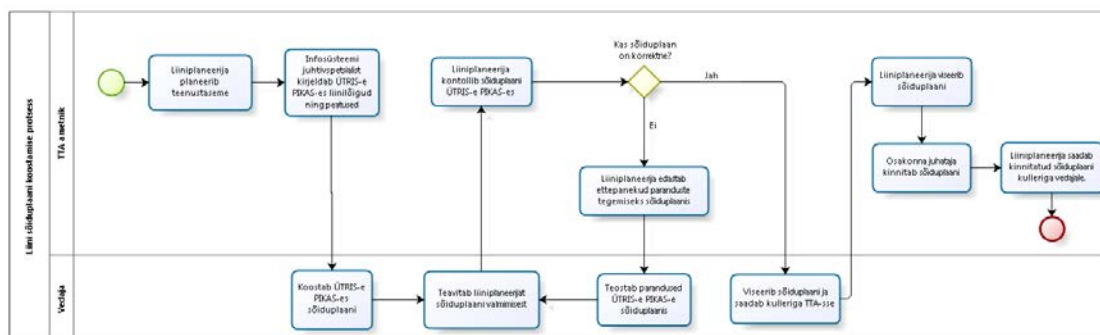 Liini sõiduplaani koostamise protsess
TTA ametnik
Liiniplaneerija
planeerib
teenustaseme
Infosüsteemi
juhtivspetsialist
kirjeldab ÜTRIS-e
PIKAS-es liinilõigud
ning peatused
Liiniplaneerija
kontollib sõiduplaani
ÜTRIS-e PIKAS-es
Kas sõiduplaan
on korrektne?
Jah
Ei
Liiniplaneerija edastab
ettepanekud paranduste
tegemiseks sõiduplaanis
Liiniplaneerija viseerib
sõiduplaani
Osakonna juhataja
kinnitab sõiduplaani
Liiniplaneerija saadab
kinnitatud sõiduplaani
kulleriga vedajale.
Vedaja
Koostab ÜTRIS-e
PIKAS-es
sõiduplaani
Teavitab liiniplaneerijat
sõiduplaani valmimisest
Teostab parandused
ÜTRIS-e PIKAS-e
sõiduplaanis
Viseerib sõiduplaani ja
saadab kulleriga TTA-sse